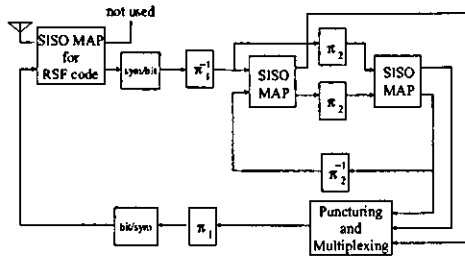 not used
SISO MAP
for
RSF code
sym/bit
π₁⁻¹
SISO
MAP
π₂
π₂
SISO
MAP
π₂⁻¹
bit/sym
π₁
Puncturing
and
Multiplexing